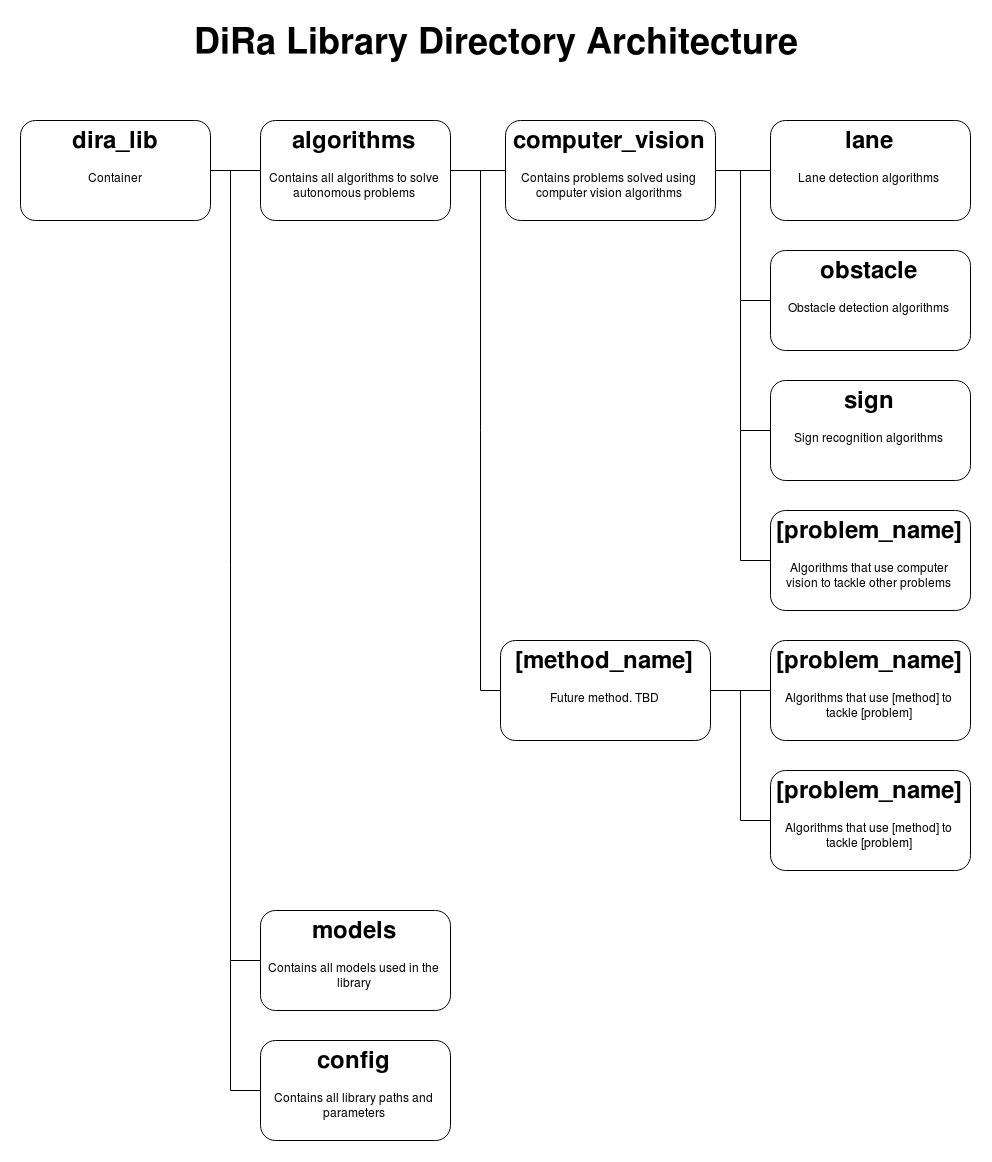 DiRa Library Directory Architecture
dira_lib
Container
algorithms
Contains all algorithms to solve
autonomous problems
computer_vision
Contains problems solved using
computer vision algorithms
lane
Lane detection algorithms
obstacle
Obstacle detection algorithms
sign
Sign recognition algorithms
[problem_name]
Algorithms that use computer
vision to tackle other problems
[method_name]
Future method. TBD
[problem_name]
Algorithms that use [method] to
tackle [problem]
[problem_name]
Algorithms that use [method] to
tackle [problem]
models
Contains all models used in the
library
config
Contains all library paths and
parameters